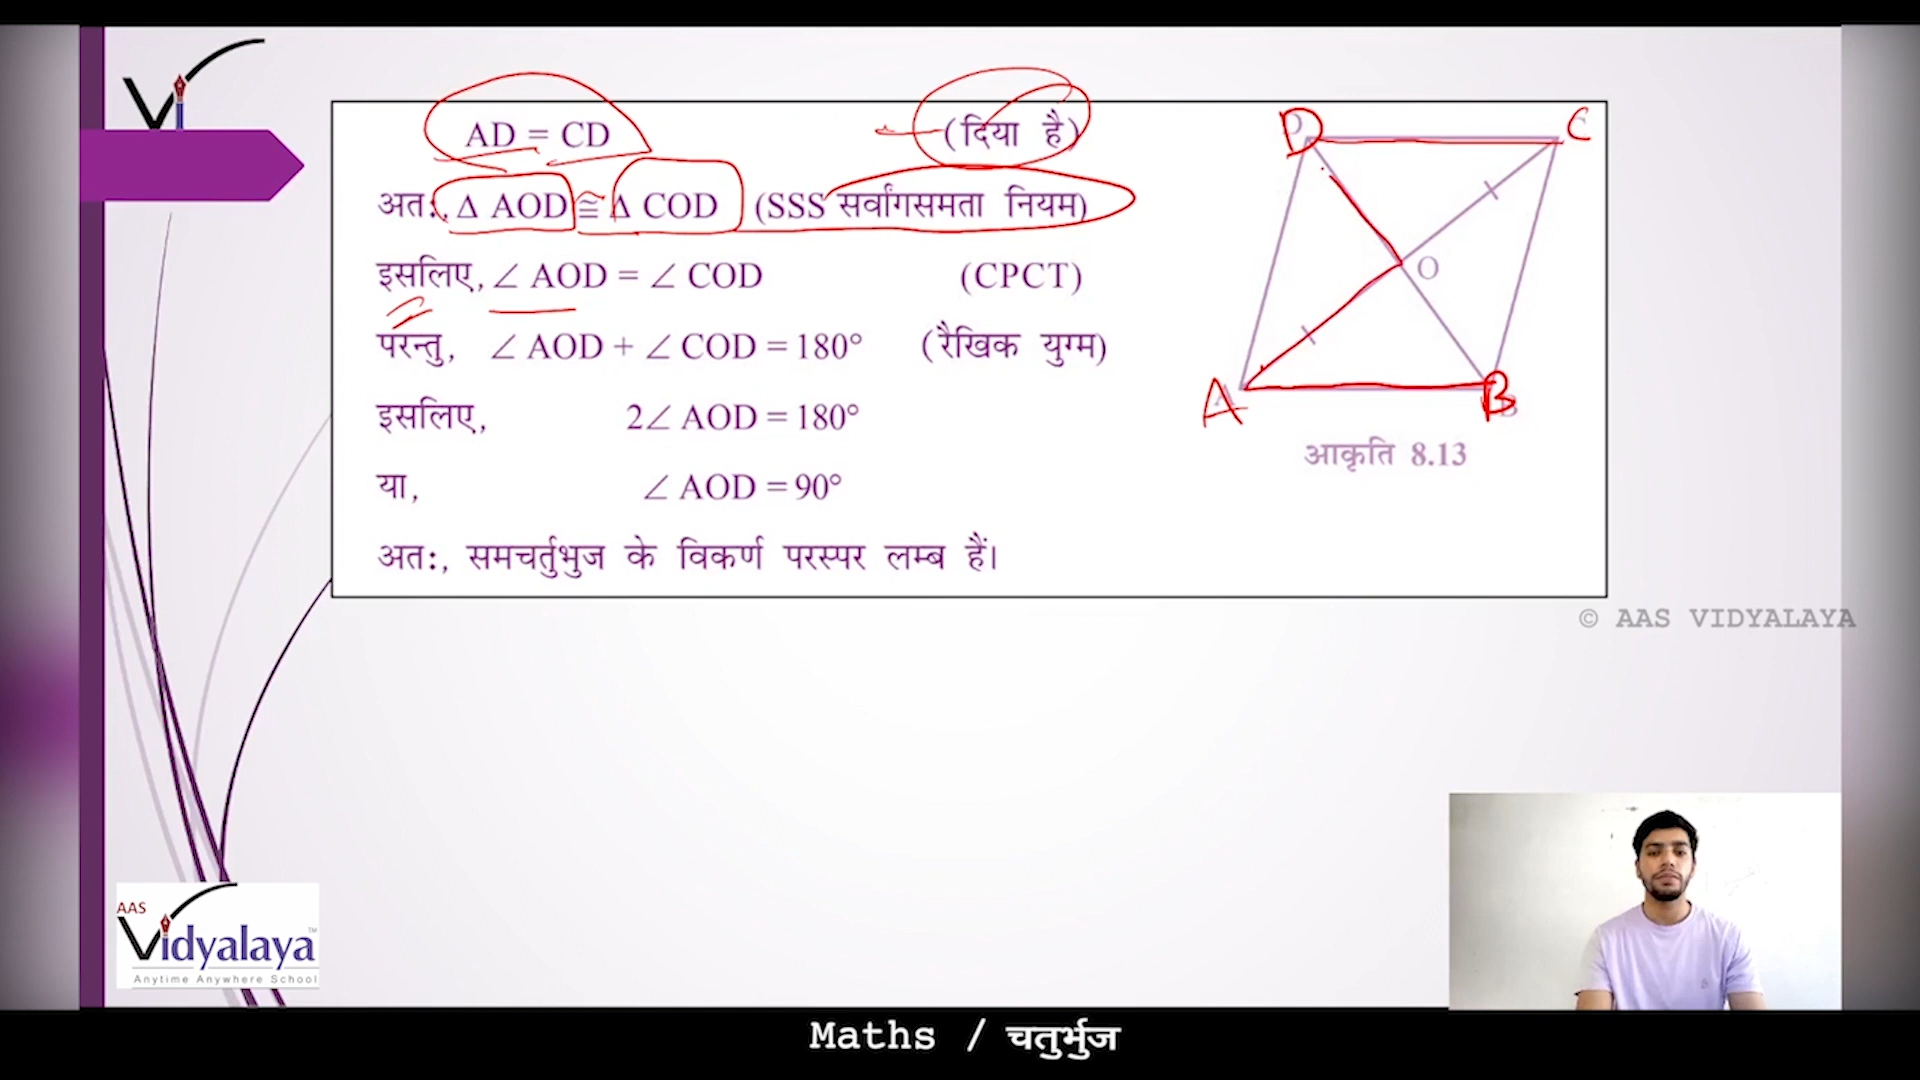 AD = CD (दिया है)
अत:, Δ AOD ≅ Δ COD (SSS सर्वांगसमता नियम)
इसलिए, ∠ AOD = ∠ COD (CPCT)
परन्तु, ∠ AOD + ∠ COD = 180° (रैखिक युग्म)
इसलिए, 2∠ AOD = 180°
या, ∠ AOD = 90°
अत:, समचर्तुभुज के विकर्ण परस्पर लम्ब हैं।
D C
O
A B
आकृति 8.13
© AAS VIDYALAYA
AAS
Vidyalaya™
Anytime Anywhere School
Maths / चतुर्भुज